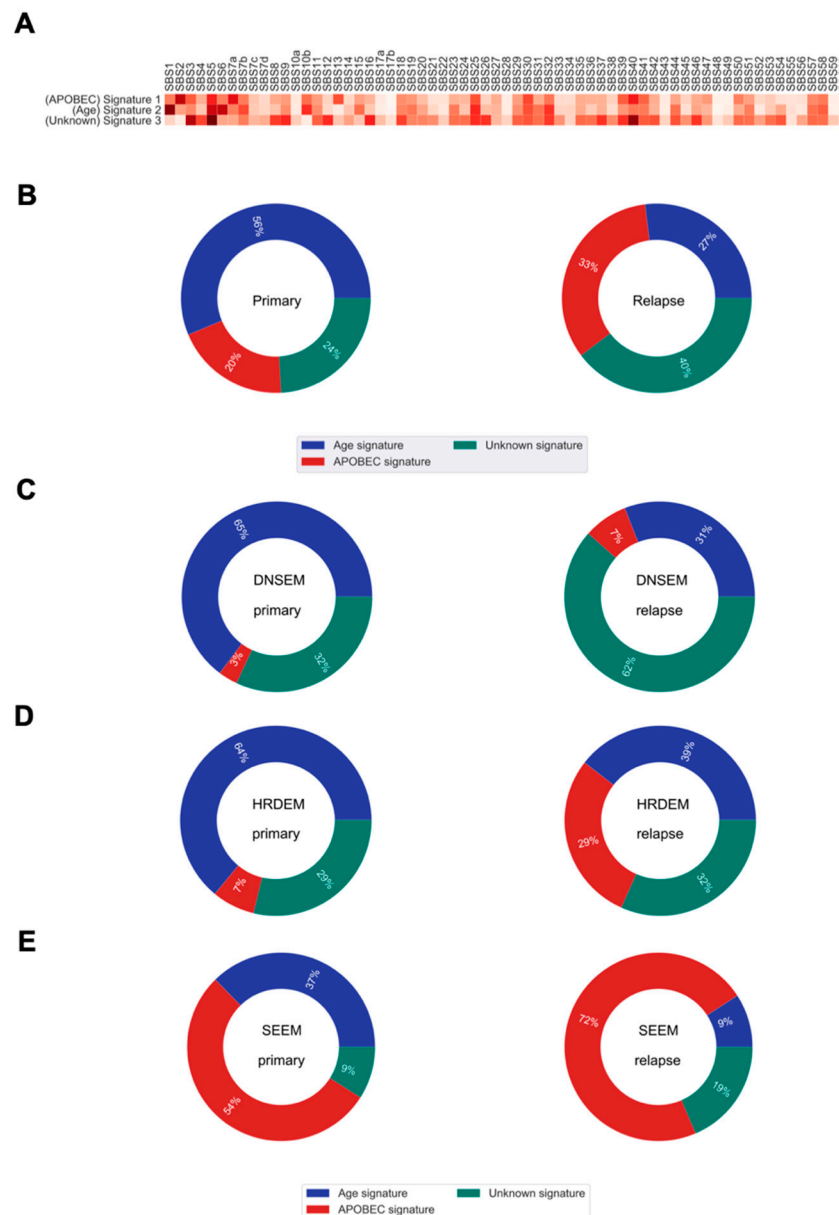 A
SBS1 SBS2 SBS3 SBS4 SBS5 SBS6 SBS7a SBS7b SBS7c SBS7d SBS8 SBS9 SBS10a SBS10b SBS11 SBS12 SBS13 SBS14 SBS15 SBS16 SBS17a SBS17b SBS18 SBS19 SBS20 SBS21 SBS22 SBS23 SBS24 SBS25 SBS26 SBS27 SBS28 SBS29 SBS30 SBS31 SBS32 SBS33 SBS34 SBS35 SBS36 SBS37 SBS38 SBS39 SBS40 SBS41 SBS42 SBS43 SBS44 SBS45 SBS46 SBS47 SBS48 SBS49 SBS50 SBS51 SBS52 SBS53 SBS54 SBS55 SBS56 SBS57 SBS58 SBS59
(APOBEC) Signature 1
(Age) Signature 2
(Unknown) Signature 3
B
56%
20%
24%
Primary
33%
27%
40%
Relapse
Age signature
APOBEC signature
Unknown signature
C
65%
3%
32%
DNSEM
primary
7%
31%
62%
DNSEM
relapse
D
64%
7%
29%
HRDEM
primary
39%
29%
32%
HRDEM
relapse
E
37%
54%
9%
SEEM
primary
72%
9%
19%
SEEM
relapse
Age signature
APOBEC signature
Unknown signature